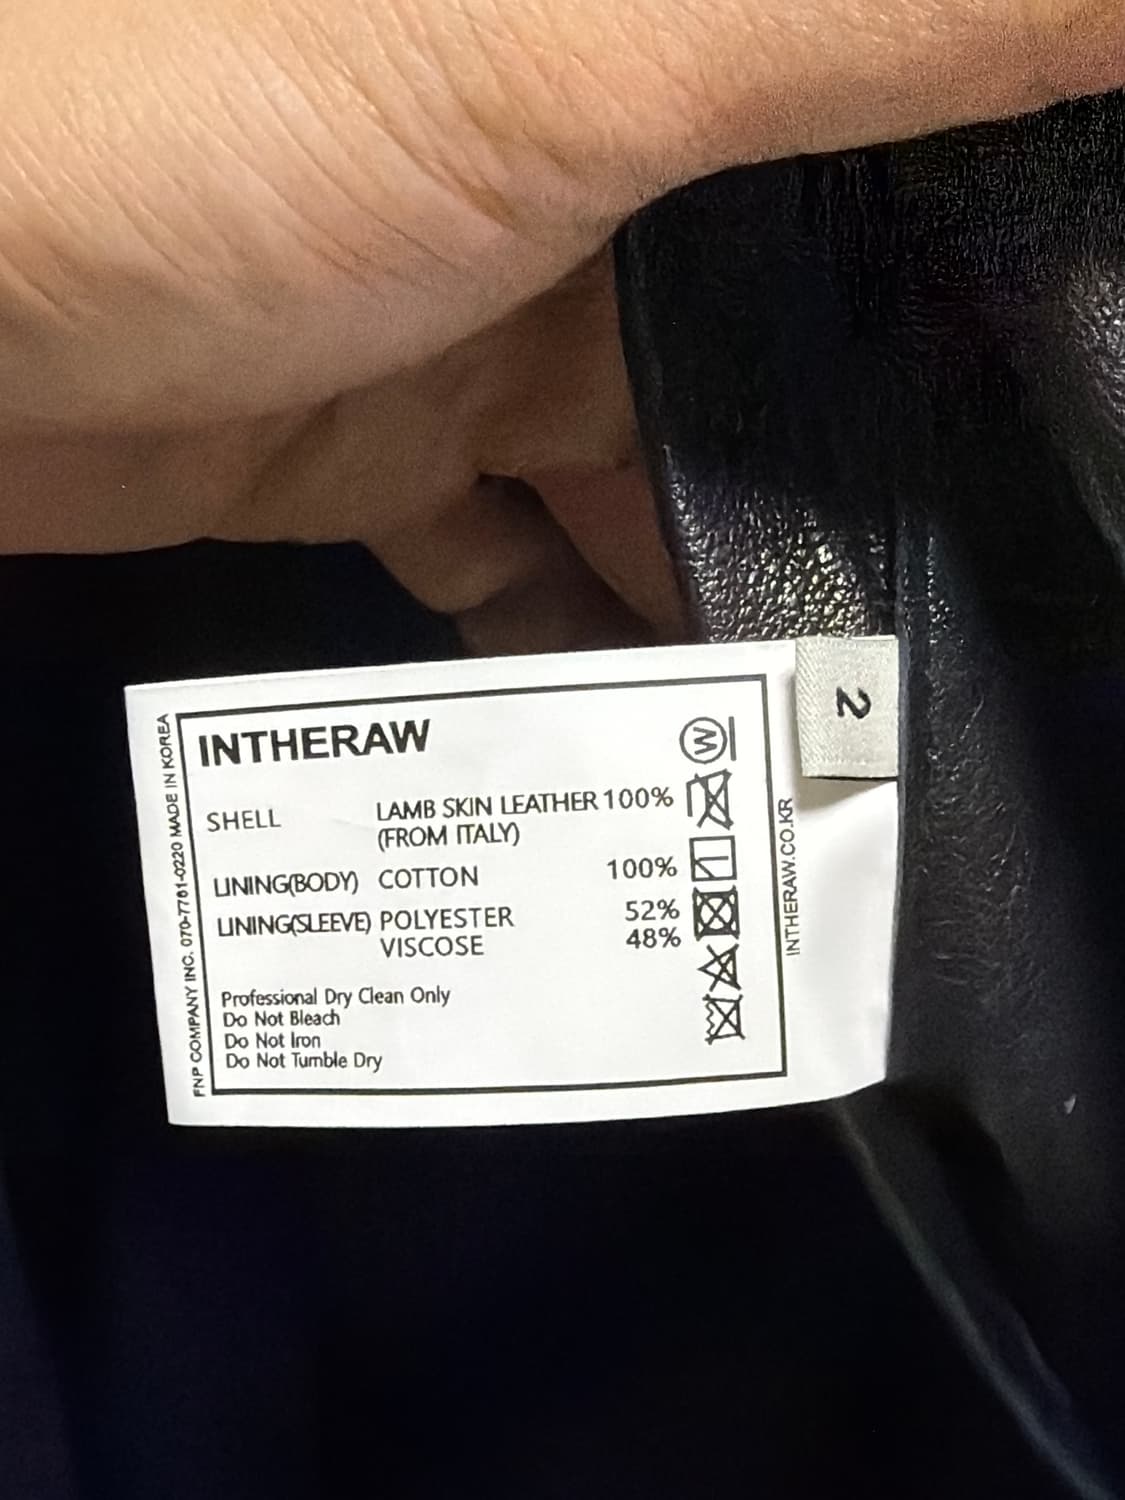 INTHERAW
SHELL LAMB SKIN LEATHER 100%
(FROM ITALY)
LINING(BODY) COTTON 100%
LINING(SLEEVE) POLYESTER 52%
VISCOSE 48%
Professional Dry Clean Only
Do Not Bleach
Do Not Iron
Do Not Tumble Dry
W
FNP COMPANY INC. 070-7761-0220 MADE IN KOREA
INTHERAW.CO.KR
2